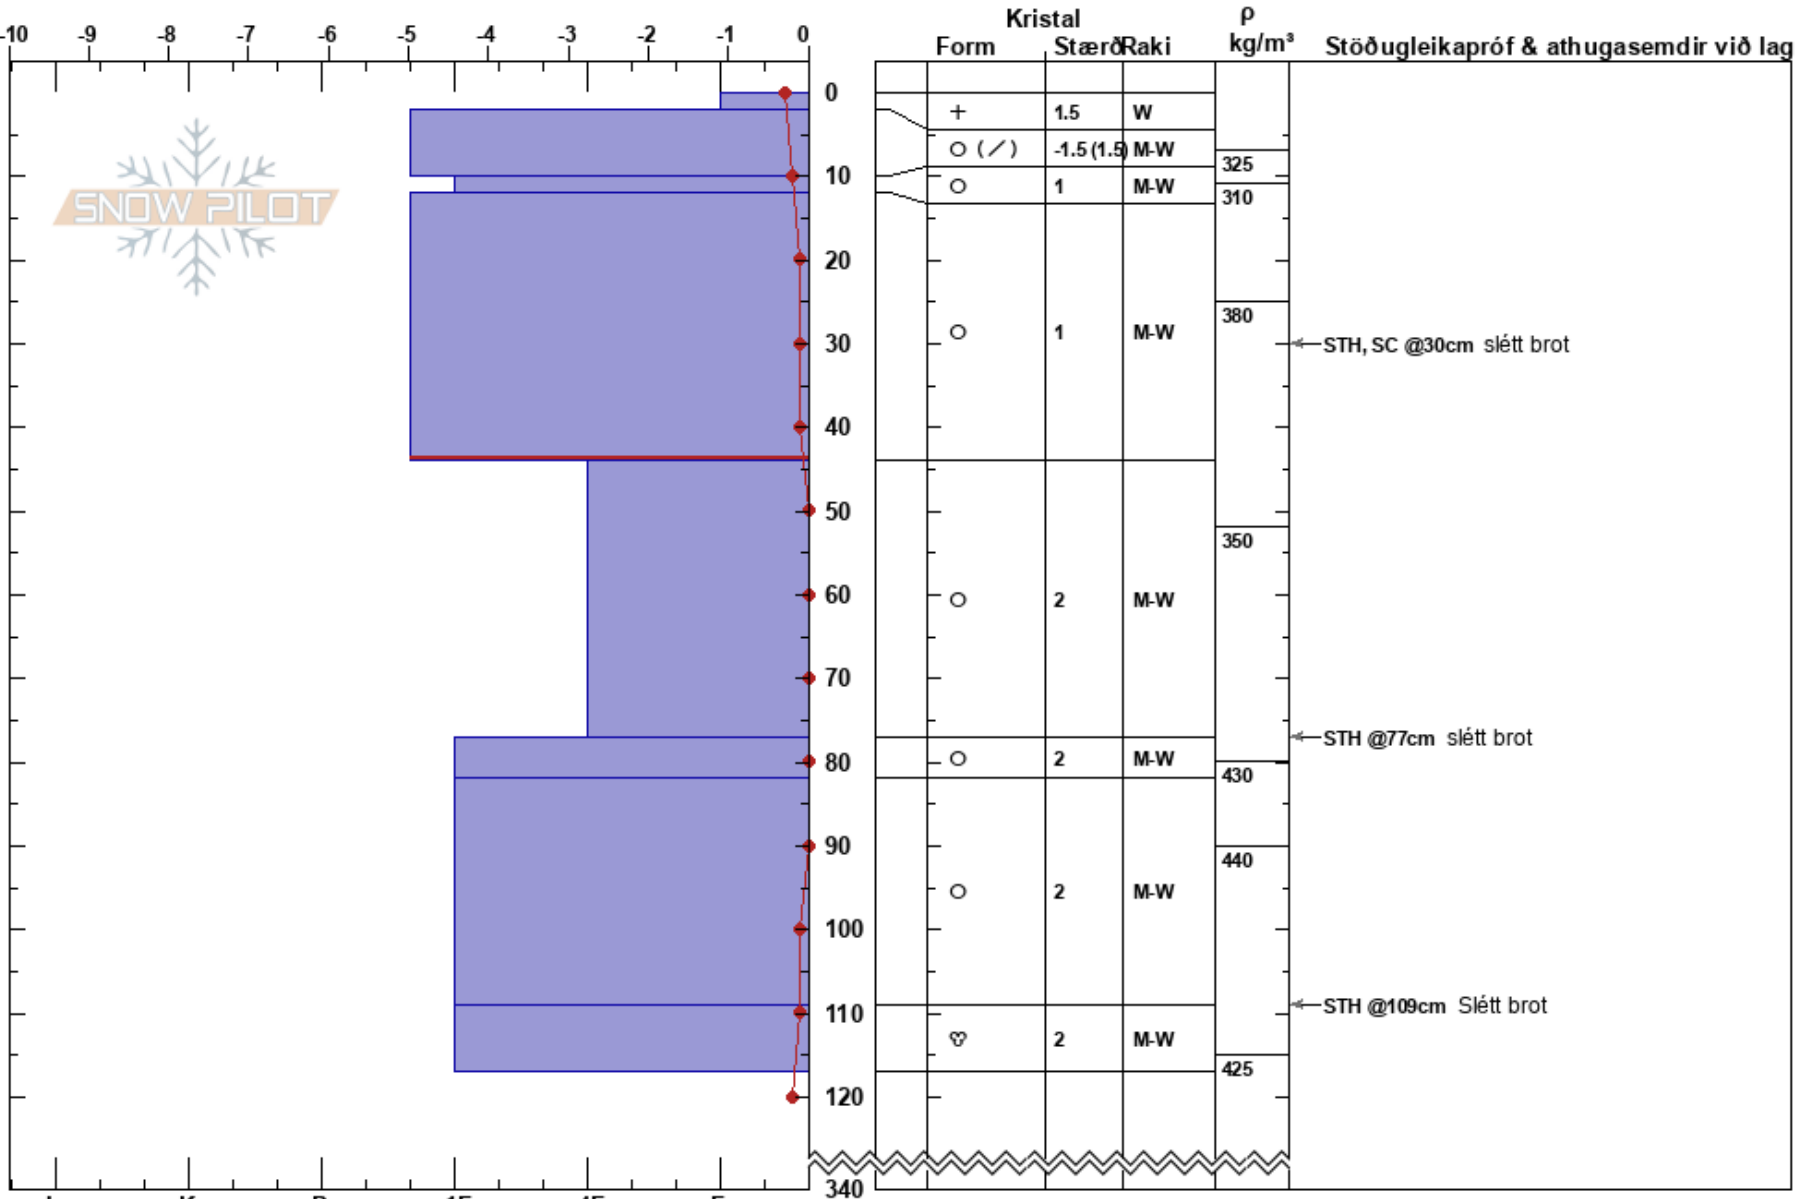 Kristal ρ
-10 -9 -8 -7 -6 -5 -4 -3 -2 -1 0 Form Stærð Raki kg/m³ Stöðugleikapróf & athugasemdir við lag
0
+ 1.5 W
○ (∕) -1.5 (1.5) M-W
325
10 ○ 1 M-W
310
SNOW PILOT
20
380
○ 1 M-W
30 STH, SC @30cm slétt brot
40
50
350
60 ○ 2 M-W
70
STH @77cm slétt brot
80 ○ 2 M-W
430
90
440
○ 2 M-W
100
110 STH @109cm Slétt brot
2 M-W
425
120
340